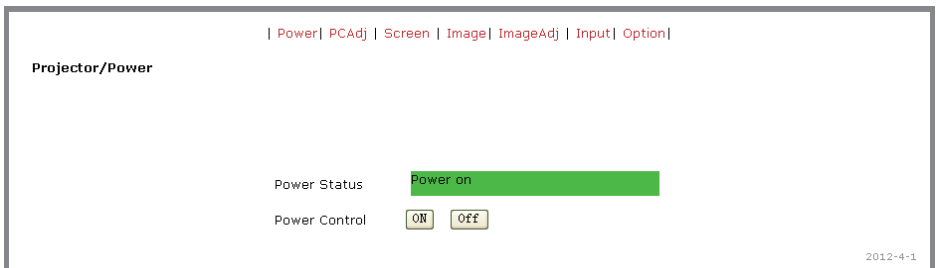 | Power| PCAdj | Screen | Image| ImageAdj | Input| Option|
Projector/Power
Power Status Power on
Power Control ON Off
2012-4-1